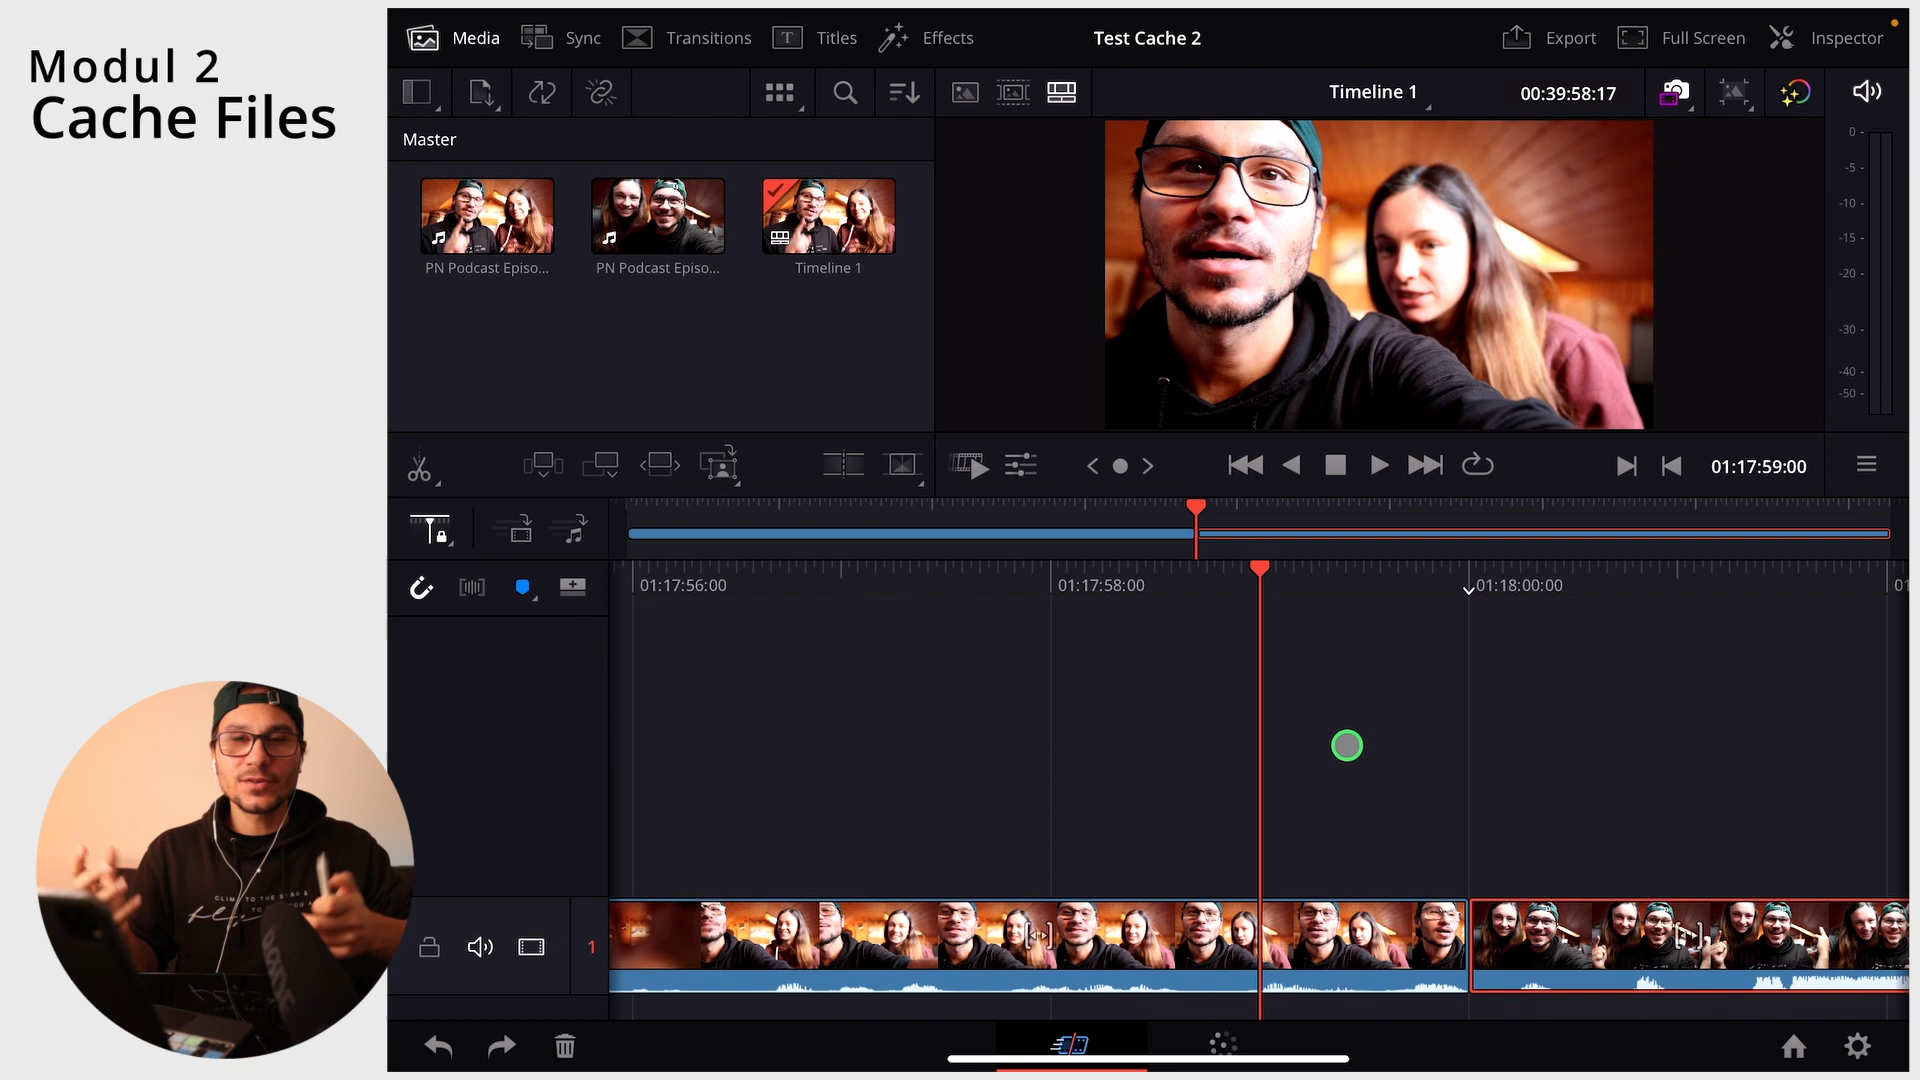 Modul 2
Cache Files
Media
Sync
Transitions
Titles
Effects
Test Cache 2
Export
Full Screen
Inspector
Timeline 1
00:39:58:17
Master
PN Podcast Episo...
PN Podcast Episo...
Timeline 1
0
-5
-10
-15
-20
-30
-40
-50
01:17:59:00
01:17:56:00
01:17:58:00
01:18:00:00
01
1